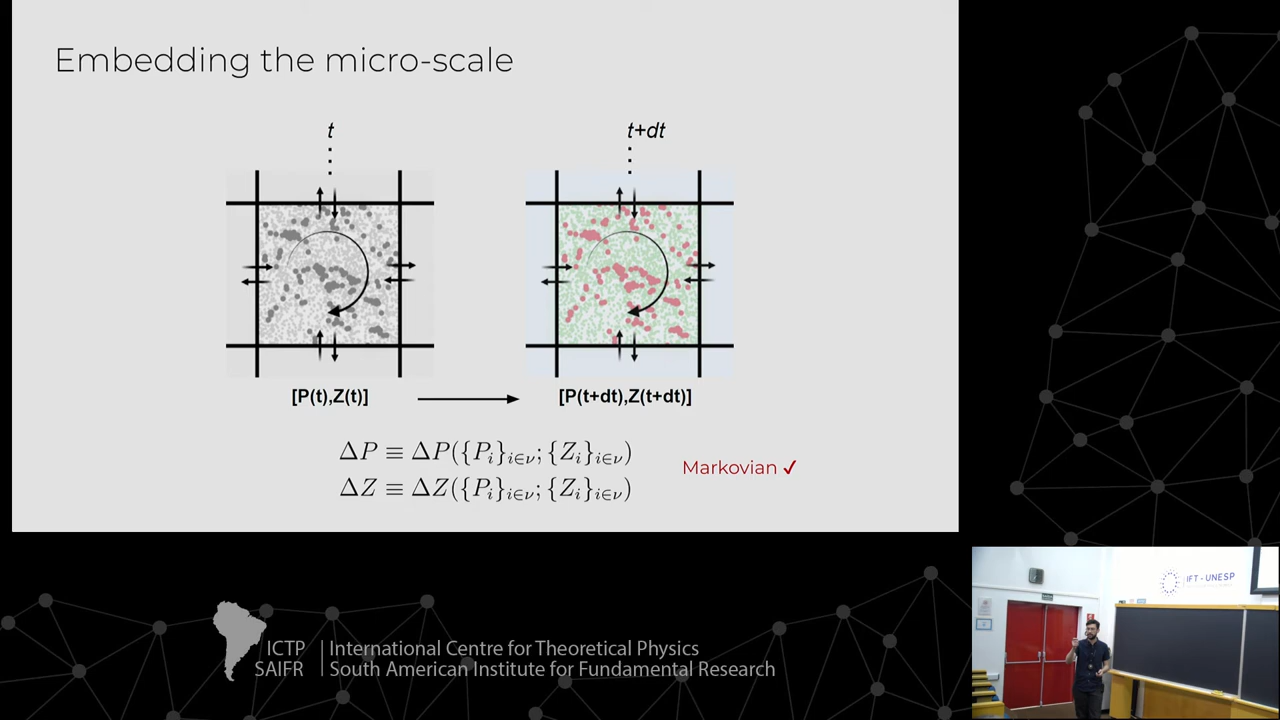 Embedding the micro-scale
t
t+dt
[P(t),Z(t)]
[P(t+dt),Z(t+dt)]
ΔP ≡ ΔP({P_i}_{i∈ν}; {Z_i}_{i∈ν})
ΔZ ≡ ΔZ({P_i}_{i∈ν}; {Z_i}_{i∈ν})
Markovian ✓
IFT - UNESP
ICTP
SAIFR
International Centre for Theoretical Physics
South American Institute for Fundamental Research